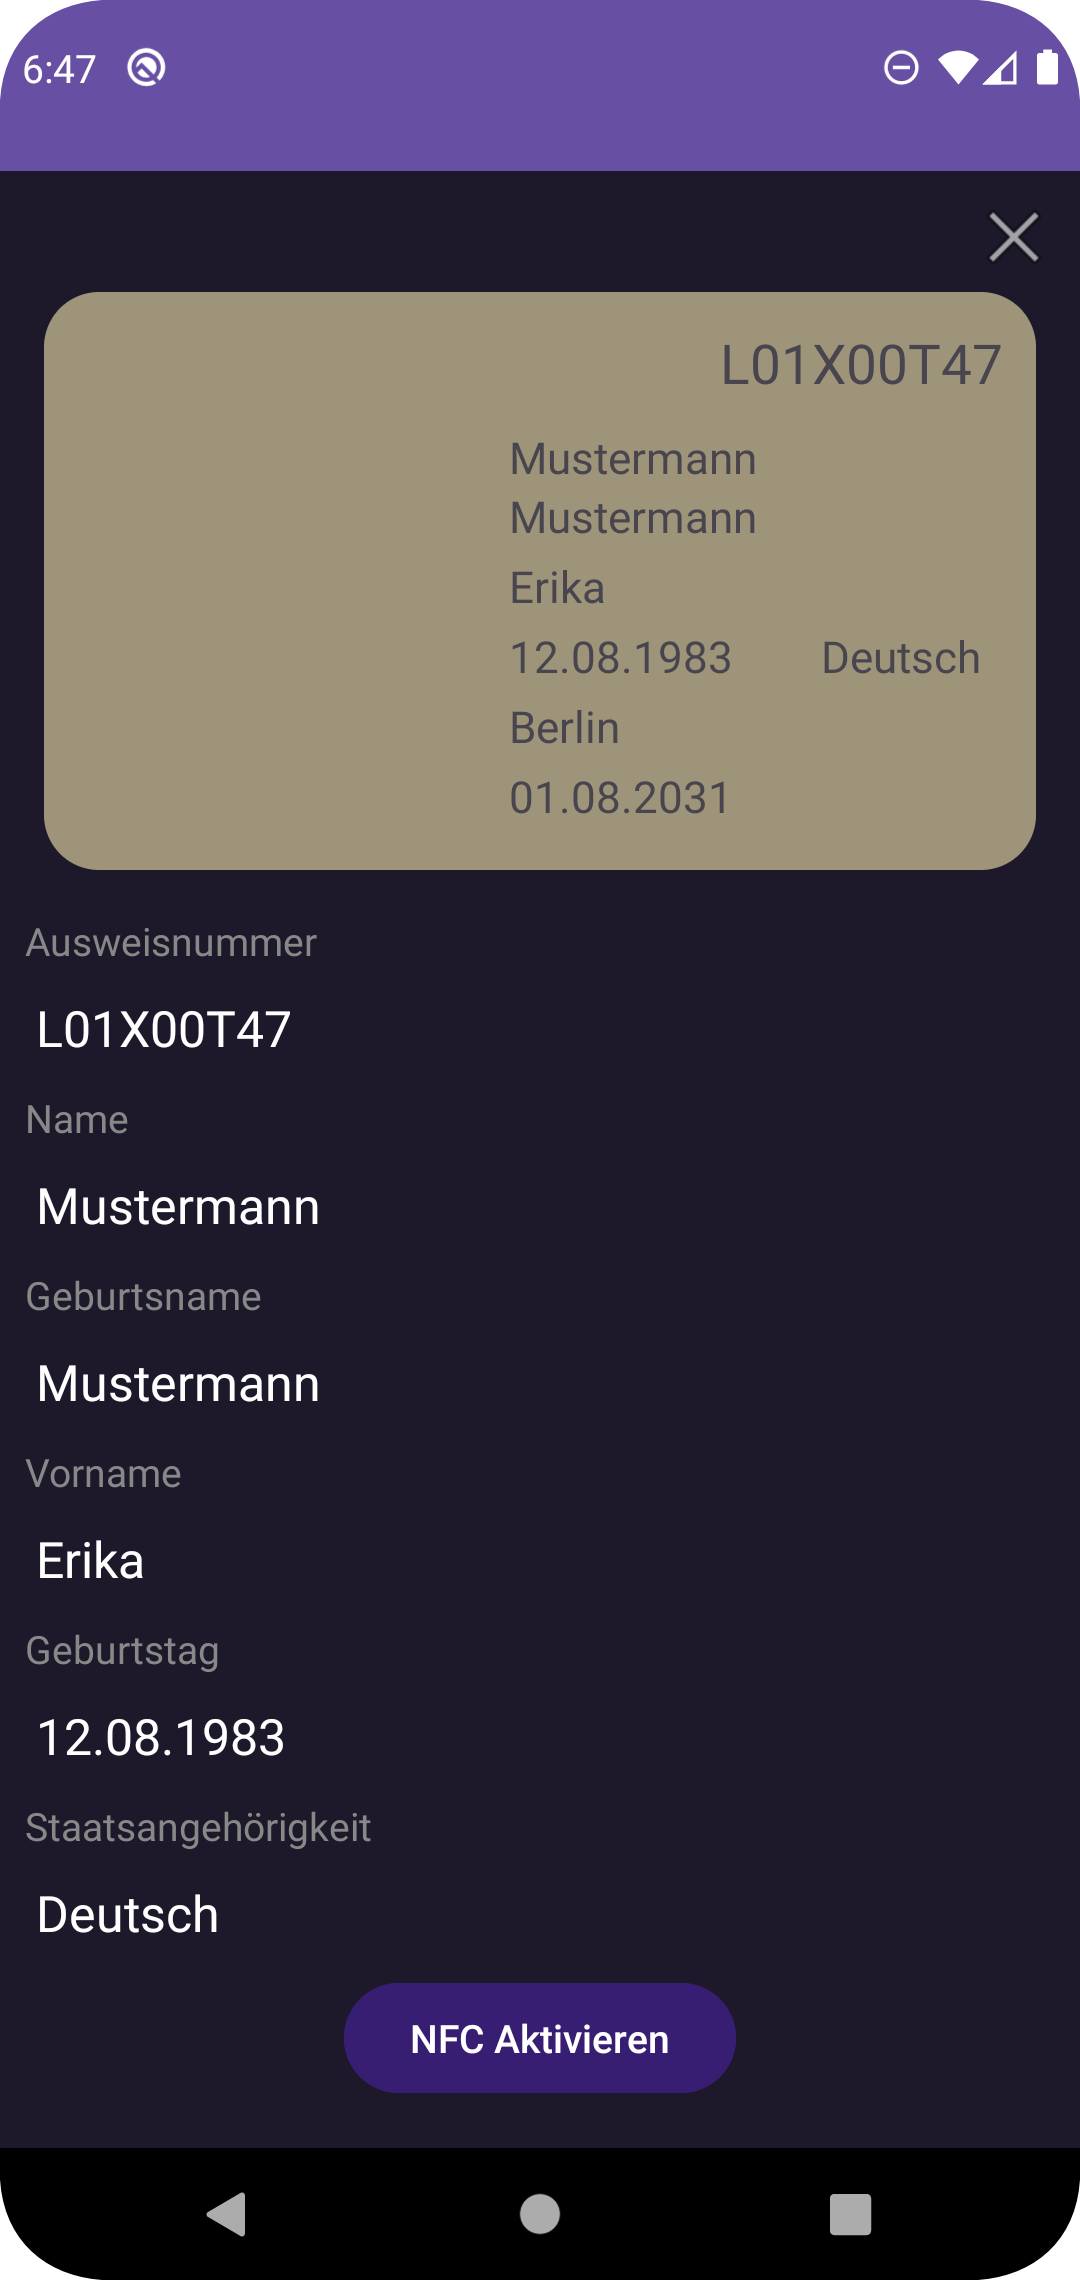 6:47
L01X00T47
Mustermann
Mustermann
Erika
12.08.1983 Deutsch
Berlin
01.08.2031
Ausweisnummer
L01X00T47
Name
Mustermann
Geburtsname
Mustermann
Vorname
Erika
Geburtstag
12.08.1983
Staatsangehörigkeit
Deutsch
NFC Aktivieren